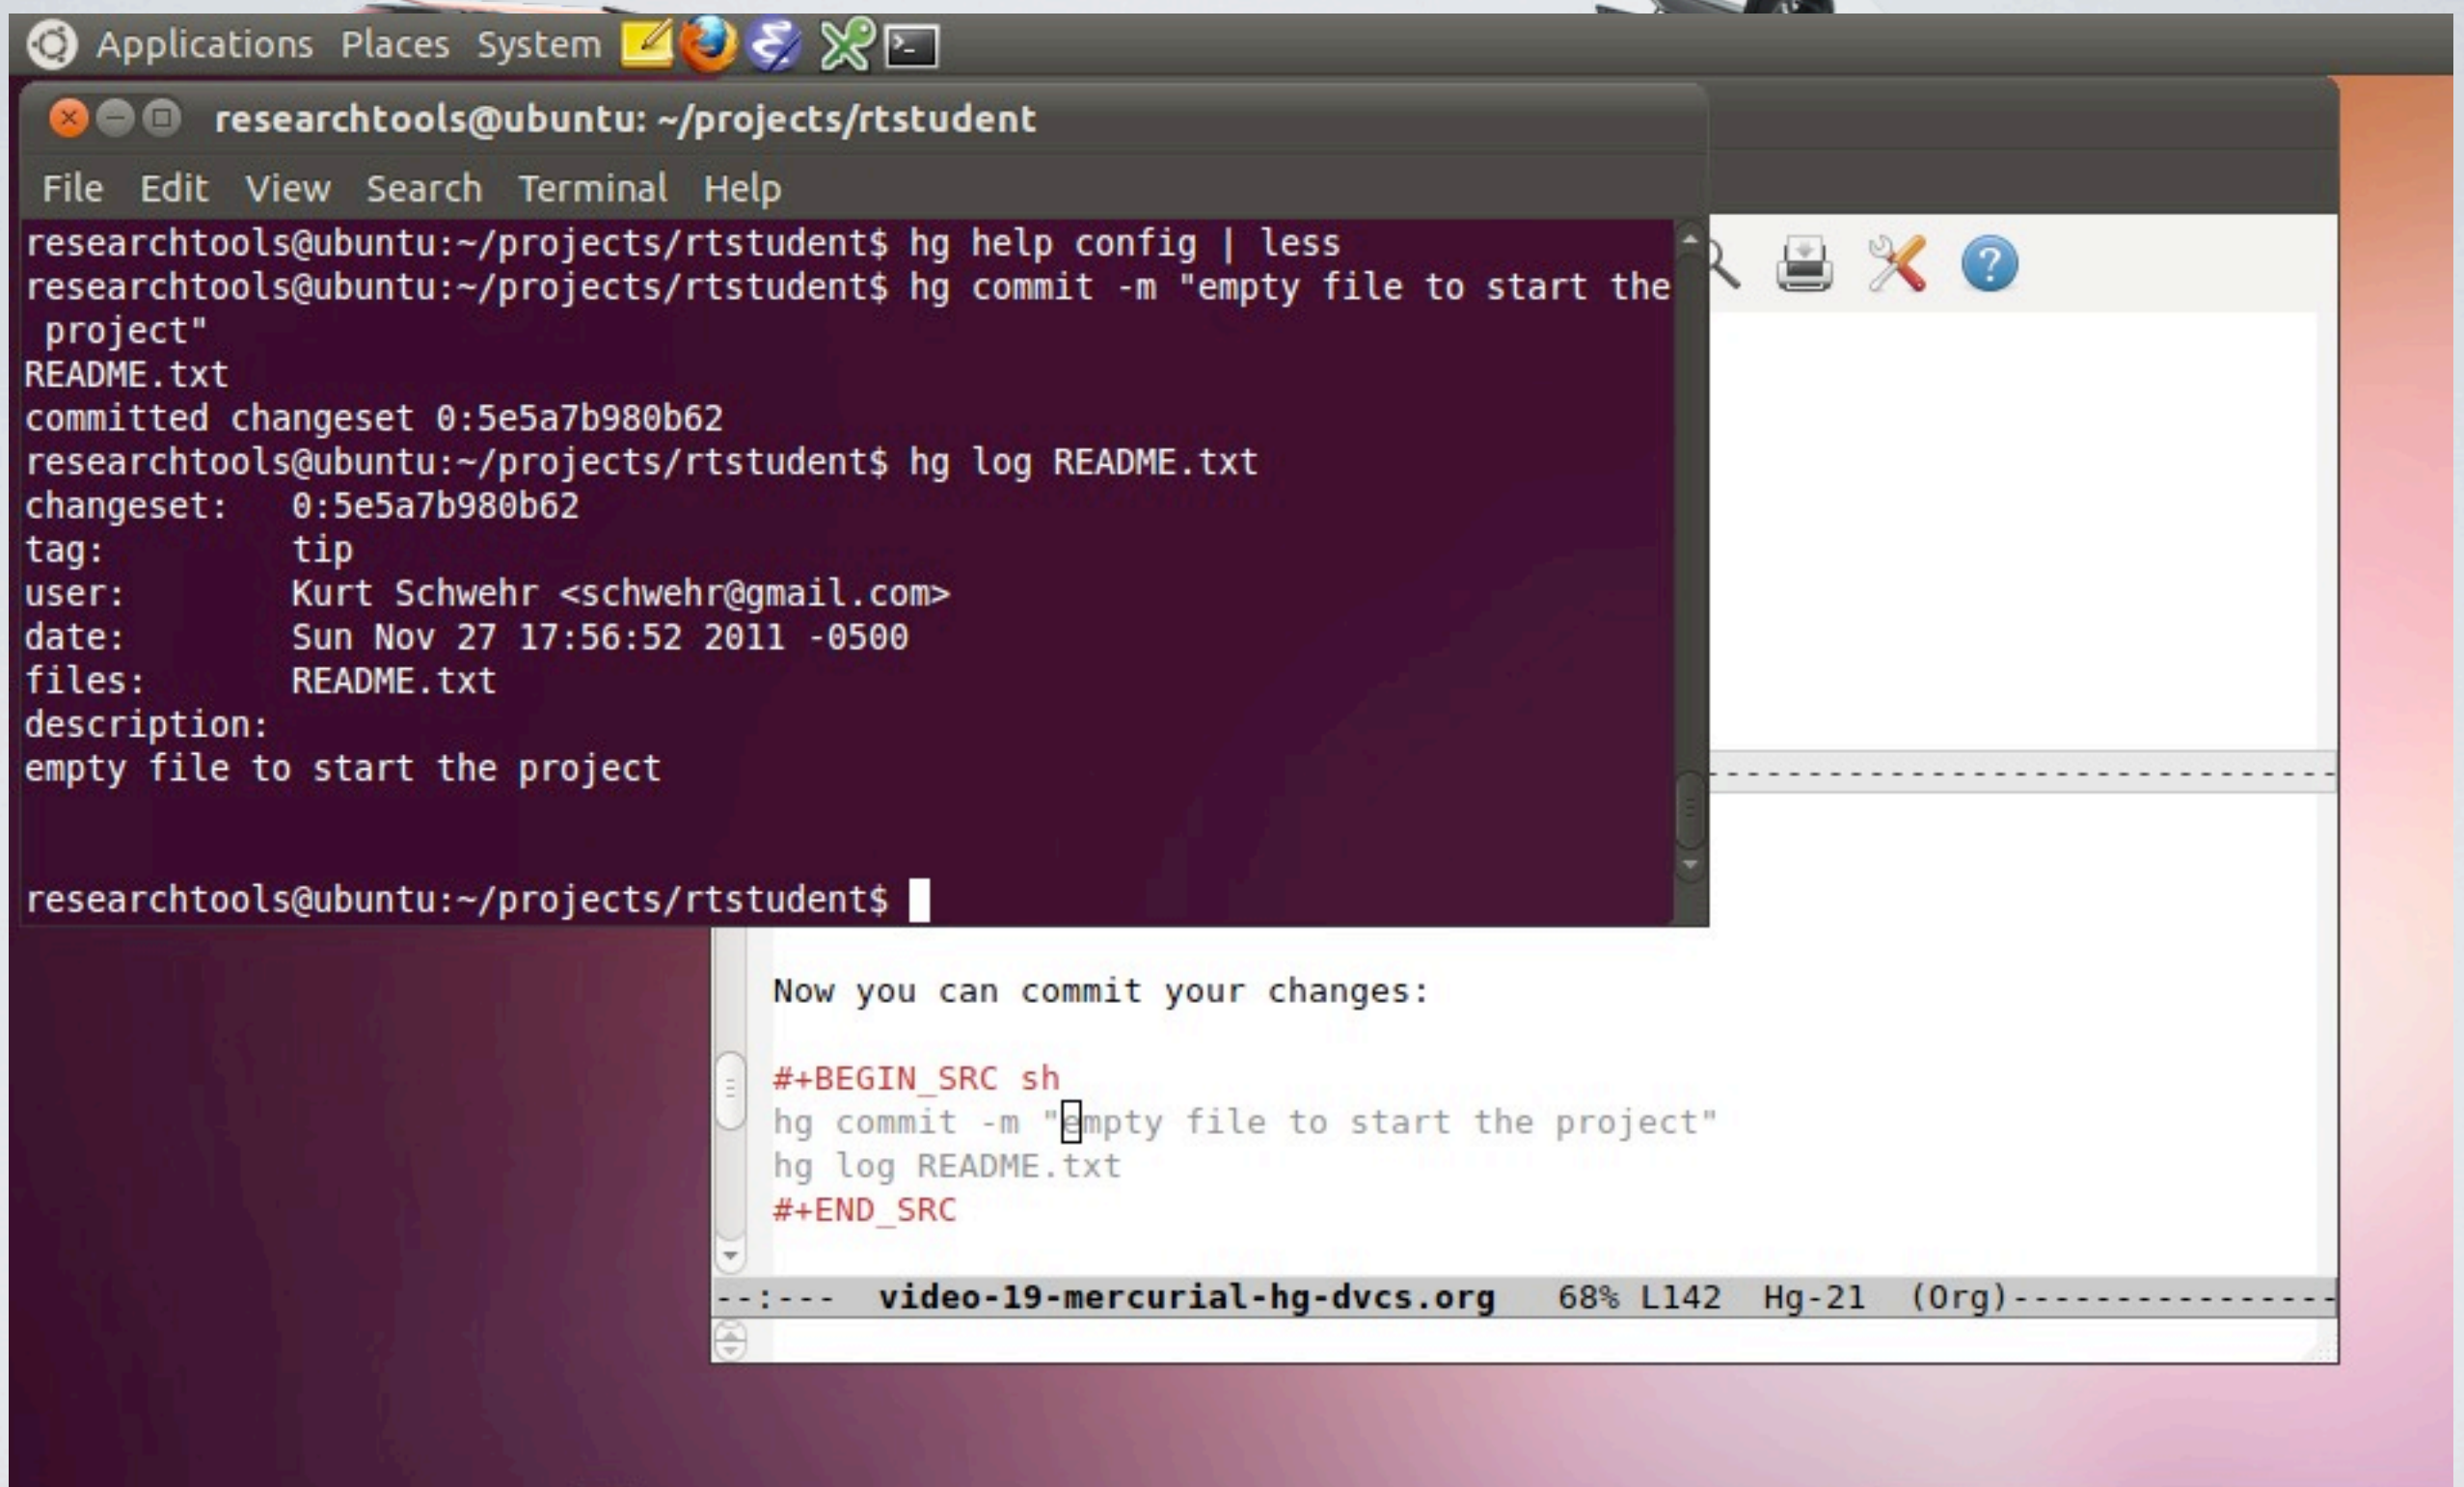 Applications Places System
researchtools@ubuntu: ~/projects/rtstudent
File Edit View Search Terminal Help
researchtools@ubuntu:~/projects/rtstudent$ hg help config | less
researchtools@ubuntu:~/projects/rtstudent$ hg commit -m "empty file to start the
 project"
README.txt
committed changeset 0:5e5a7b980b62
researchtools@ubuntu:~/projects/rtstudent$ hg log README.txt
changeset:   0:5e5a7b980b62
tag:         tip
user:        Kurt Schwehr <schwehr@gmail.com>
date:        Sun Nov 27 17:56:52 2011 -0500
files:       README.txt
description:
empty file to start the project
researchtools@ubuntu:~/projects/rtstudent$
Now you can commit your changes:
#+BEGIN_SRC sh
hg commit -m "empty file to start the project"
hg log README.txt
#+END_SRC
--:---  video-19-mercurial-hg-dvcs.org   68% L142  Hg-21  (Org)----------------